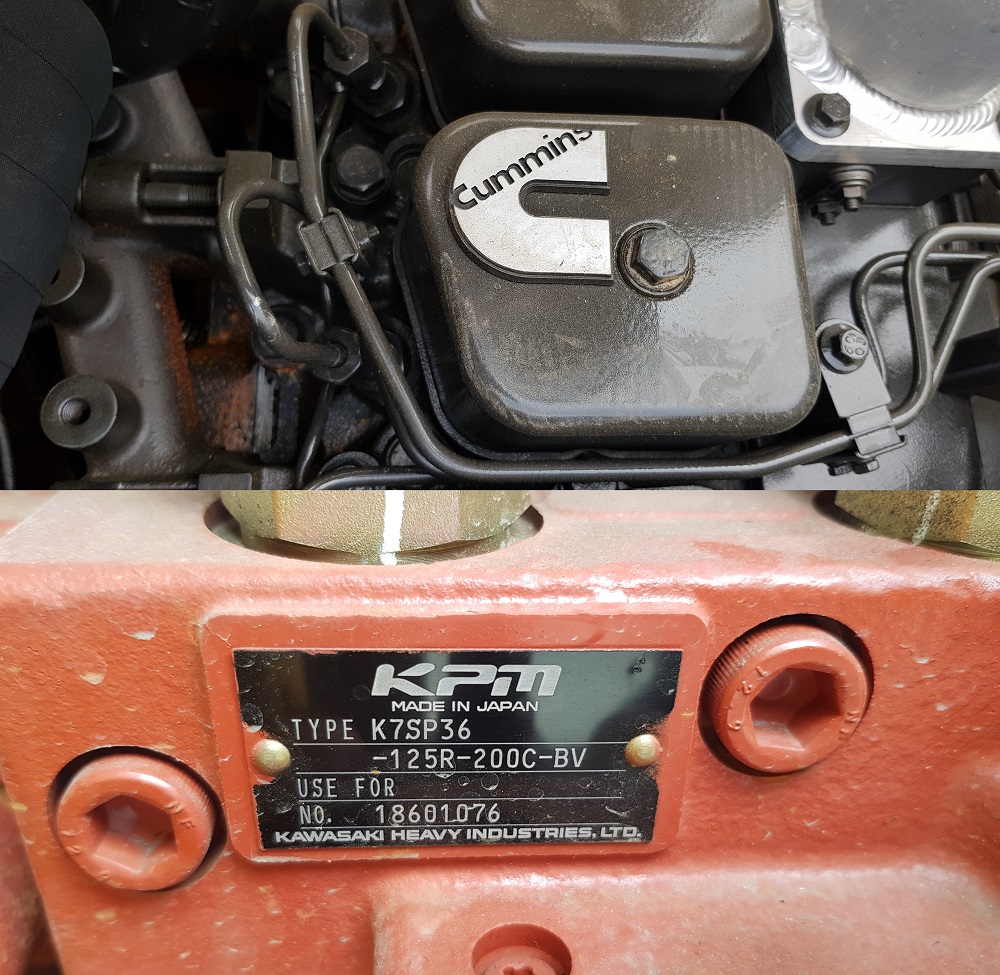 Cummins
KPM
MADE IN JAPAN
TYPE K7SP36
-125R-200C-BV
USE FOR
NO. 18601076
KAWASAKI HEAVY INDUSTRIES, LTD.